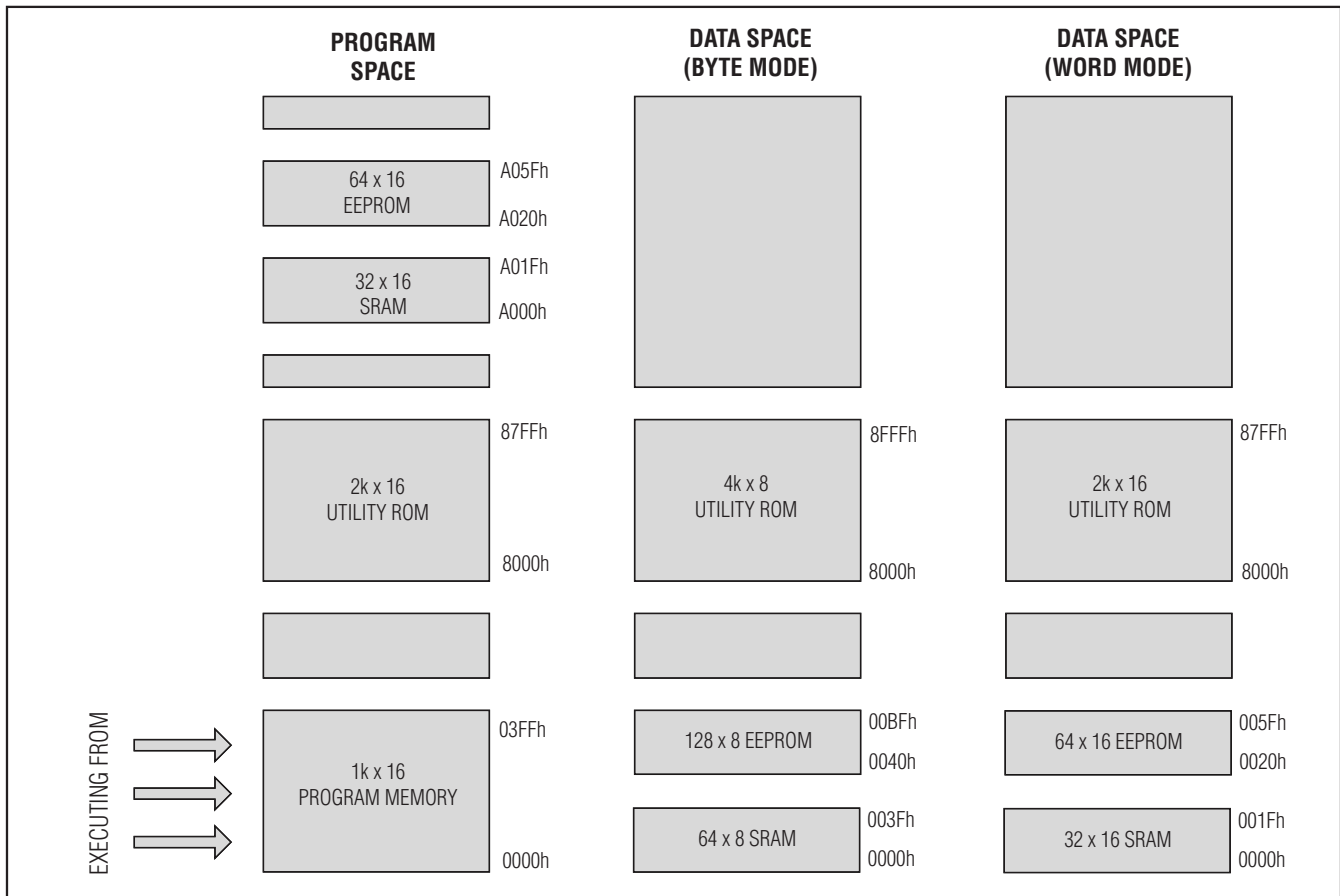 PROGRAM
SPACE
DATA SPACE
(BYTE MODE)
DATA SPACE
(WORD MODE)
64 x 16
EEPROM
A05Fh
A020h
32 x 16
SRAM
A01Fh
A000h
2k x 16
UTILITY ROM
87FFh
8000h
4k x 8
UTILITY ROM
8FFFh
8000h
2k x 16
UTILITY ROM
87FFh
8000h
EXECUTING FROM
1k x 16
PROGRAM MEMORY
03FFh
0000h
128 x 8 EEPROM
00BFh
0040h
64 x 8 SRAM
003Fh
0000h
64 x 16 EEPROM
005Fh
0020h
32 x 16 SRAM
001Fh
0000h